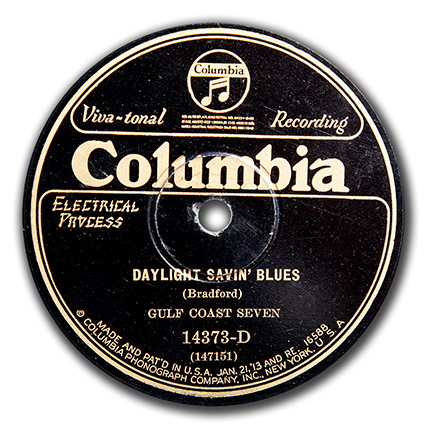 Columbia
Viva-tonal Recording
Columbia
ELECTRICAL
PROCESS
DAYLIGHT SAVIN' BLUES
(Bradford)
GULF COAST SEVEN
14373-D
(147151)
MADE AND PAT'D IN U.S.A. JAN. 21, '13 AND RE. 16588
© COLUMBIA PHONOGRAPH COMPANY, INC., NEW YORK, U. S. A.